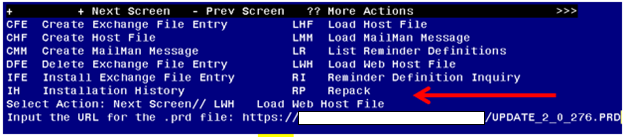 + + Next Screen - Prev Screen ?? More Actions >>>
CFE Create Exchange File Entry LHF Load Host File
CHF Create Host File LMM Load MailMan Message
CMM Create MailMan Message LR List Reminder Definitions
DFE Delete Exchange File Entry LWH Load Web Host File
IFE Install Exchange File Entry RI Reminder Definition Inquiry
IH Installation History RP Repack
Select Action: Next Screen// LWH Load Web Host File
Input the URL for the .prd file: https:// /UPDATE_2_0_276.PRD